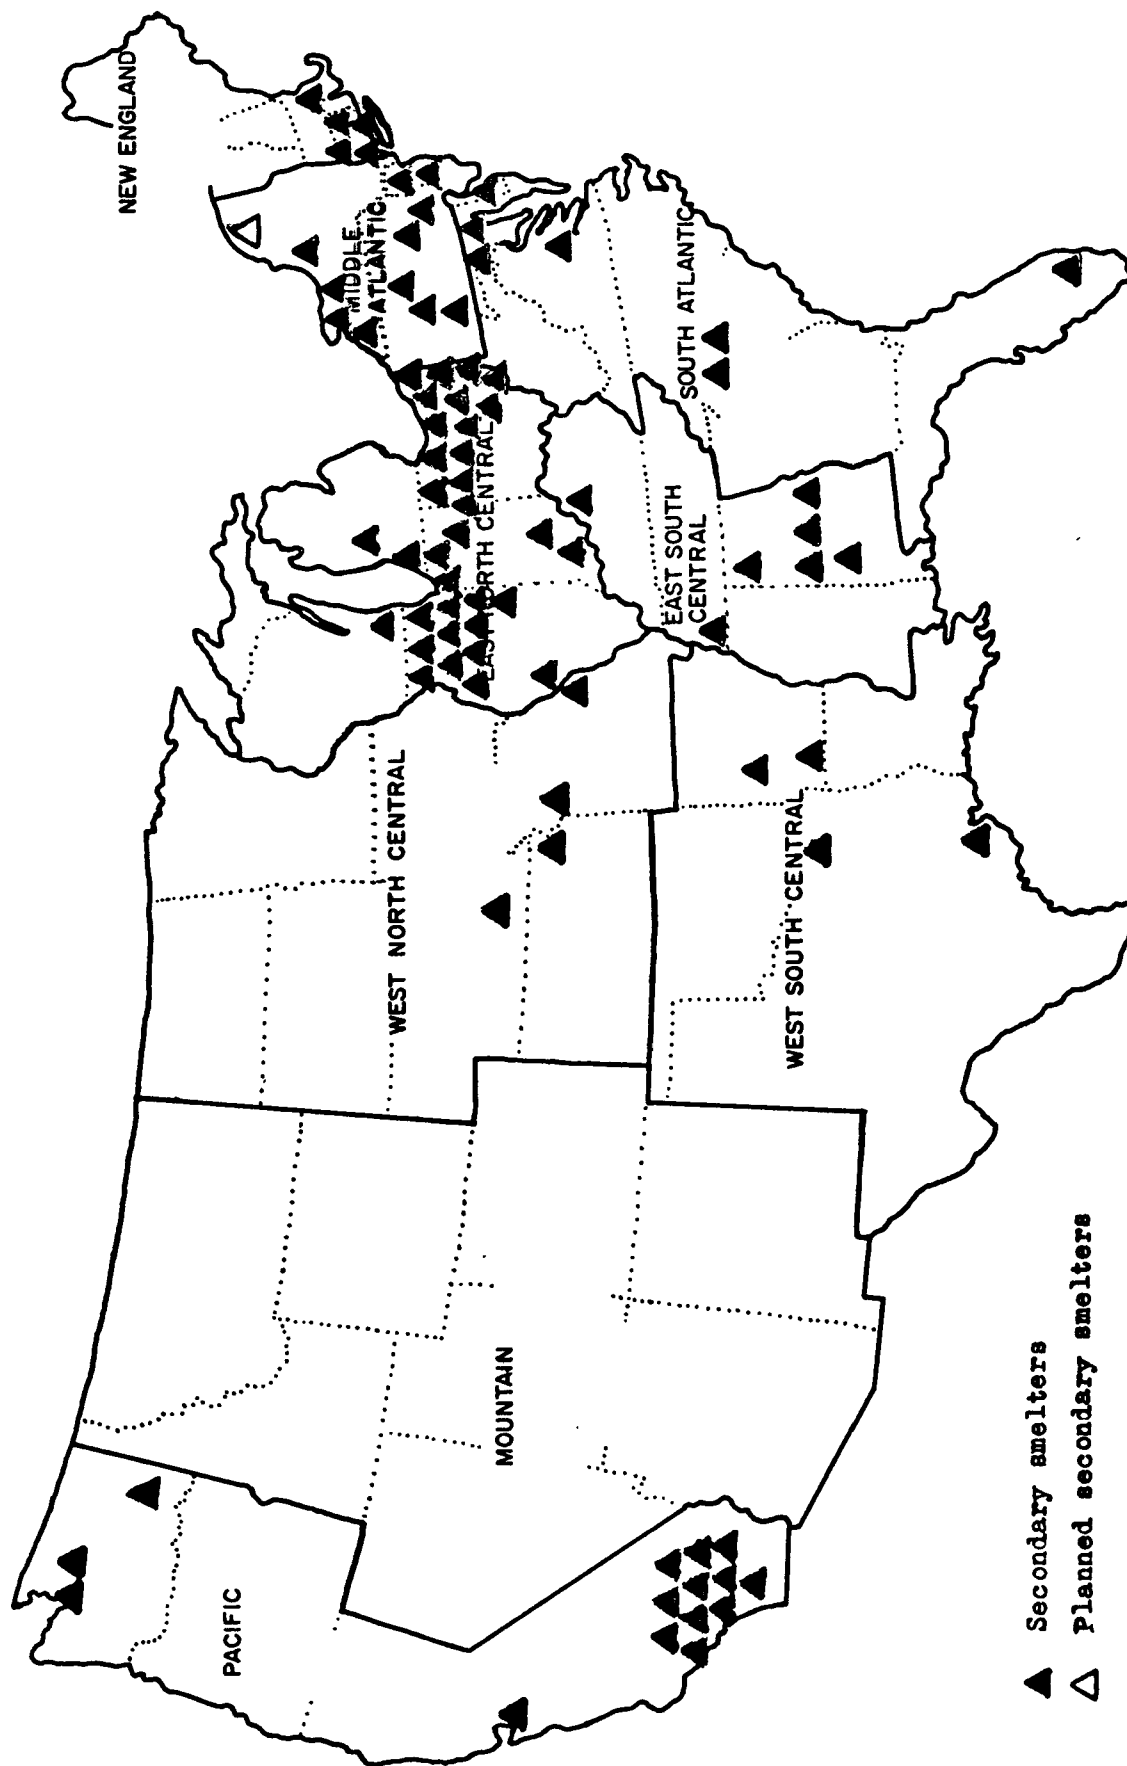 NEW ENGLAND
MIDDLE
ATLANTIC
EAST NORTH CENTRAL
SOUTH ATLANTIC
EAST SOUTH
CENTRAL
WEST NORTH CENTRAL
WEST SOUTH CENTRAL
MOUNTAIN
PACIFIC
Secondary smelters
Planned secondary smelters